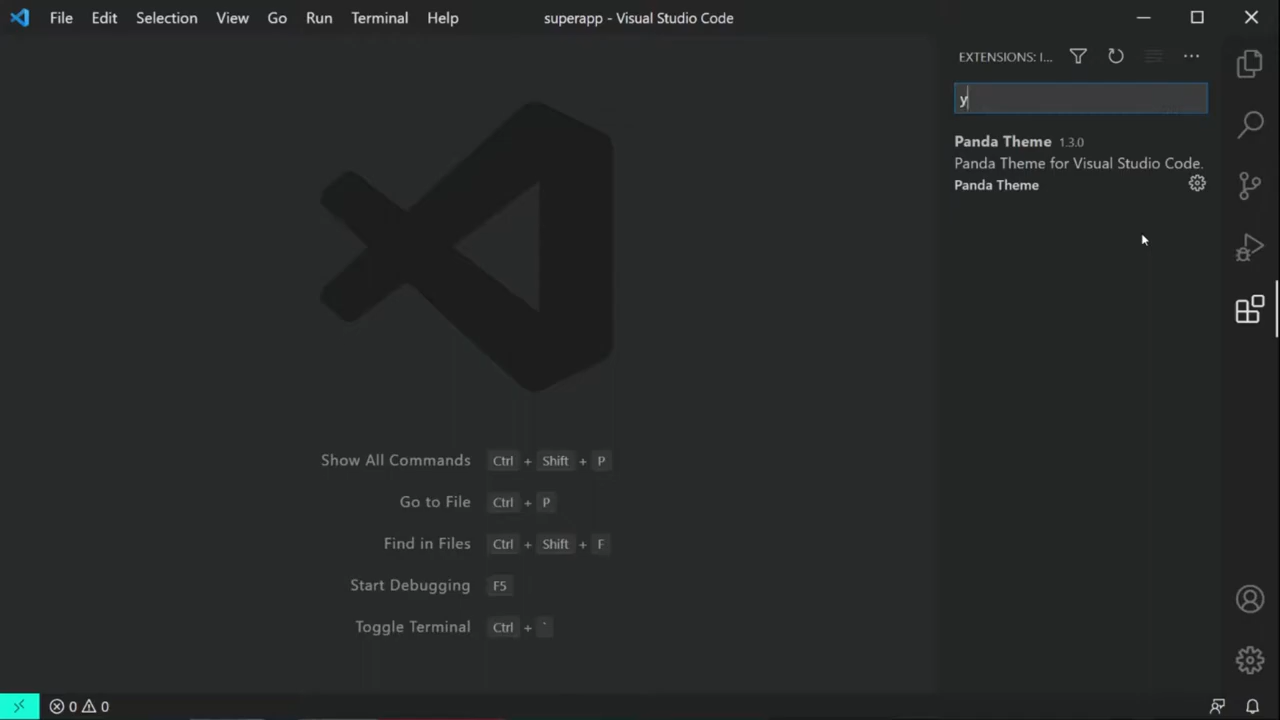 File Edit Selection View Go Run Terminal Help superapp - Visual Studio Code
EXTENSIONS: I...
y
Panda Theme 1.3.0
Panda Theme for Visual Studio Code.
Panda Theme
Show All Commands Ctrl + Shift + P
Go to File Ctrl + P
Find in Files Ctrl + Shift + F
Start Debugging F5
Toggle Terminal Ctrl + `
0 0